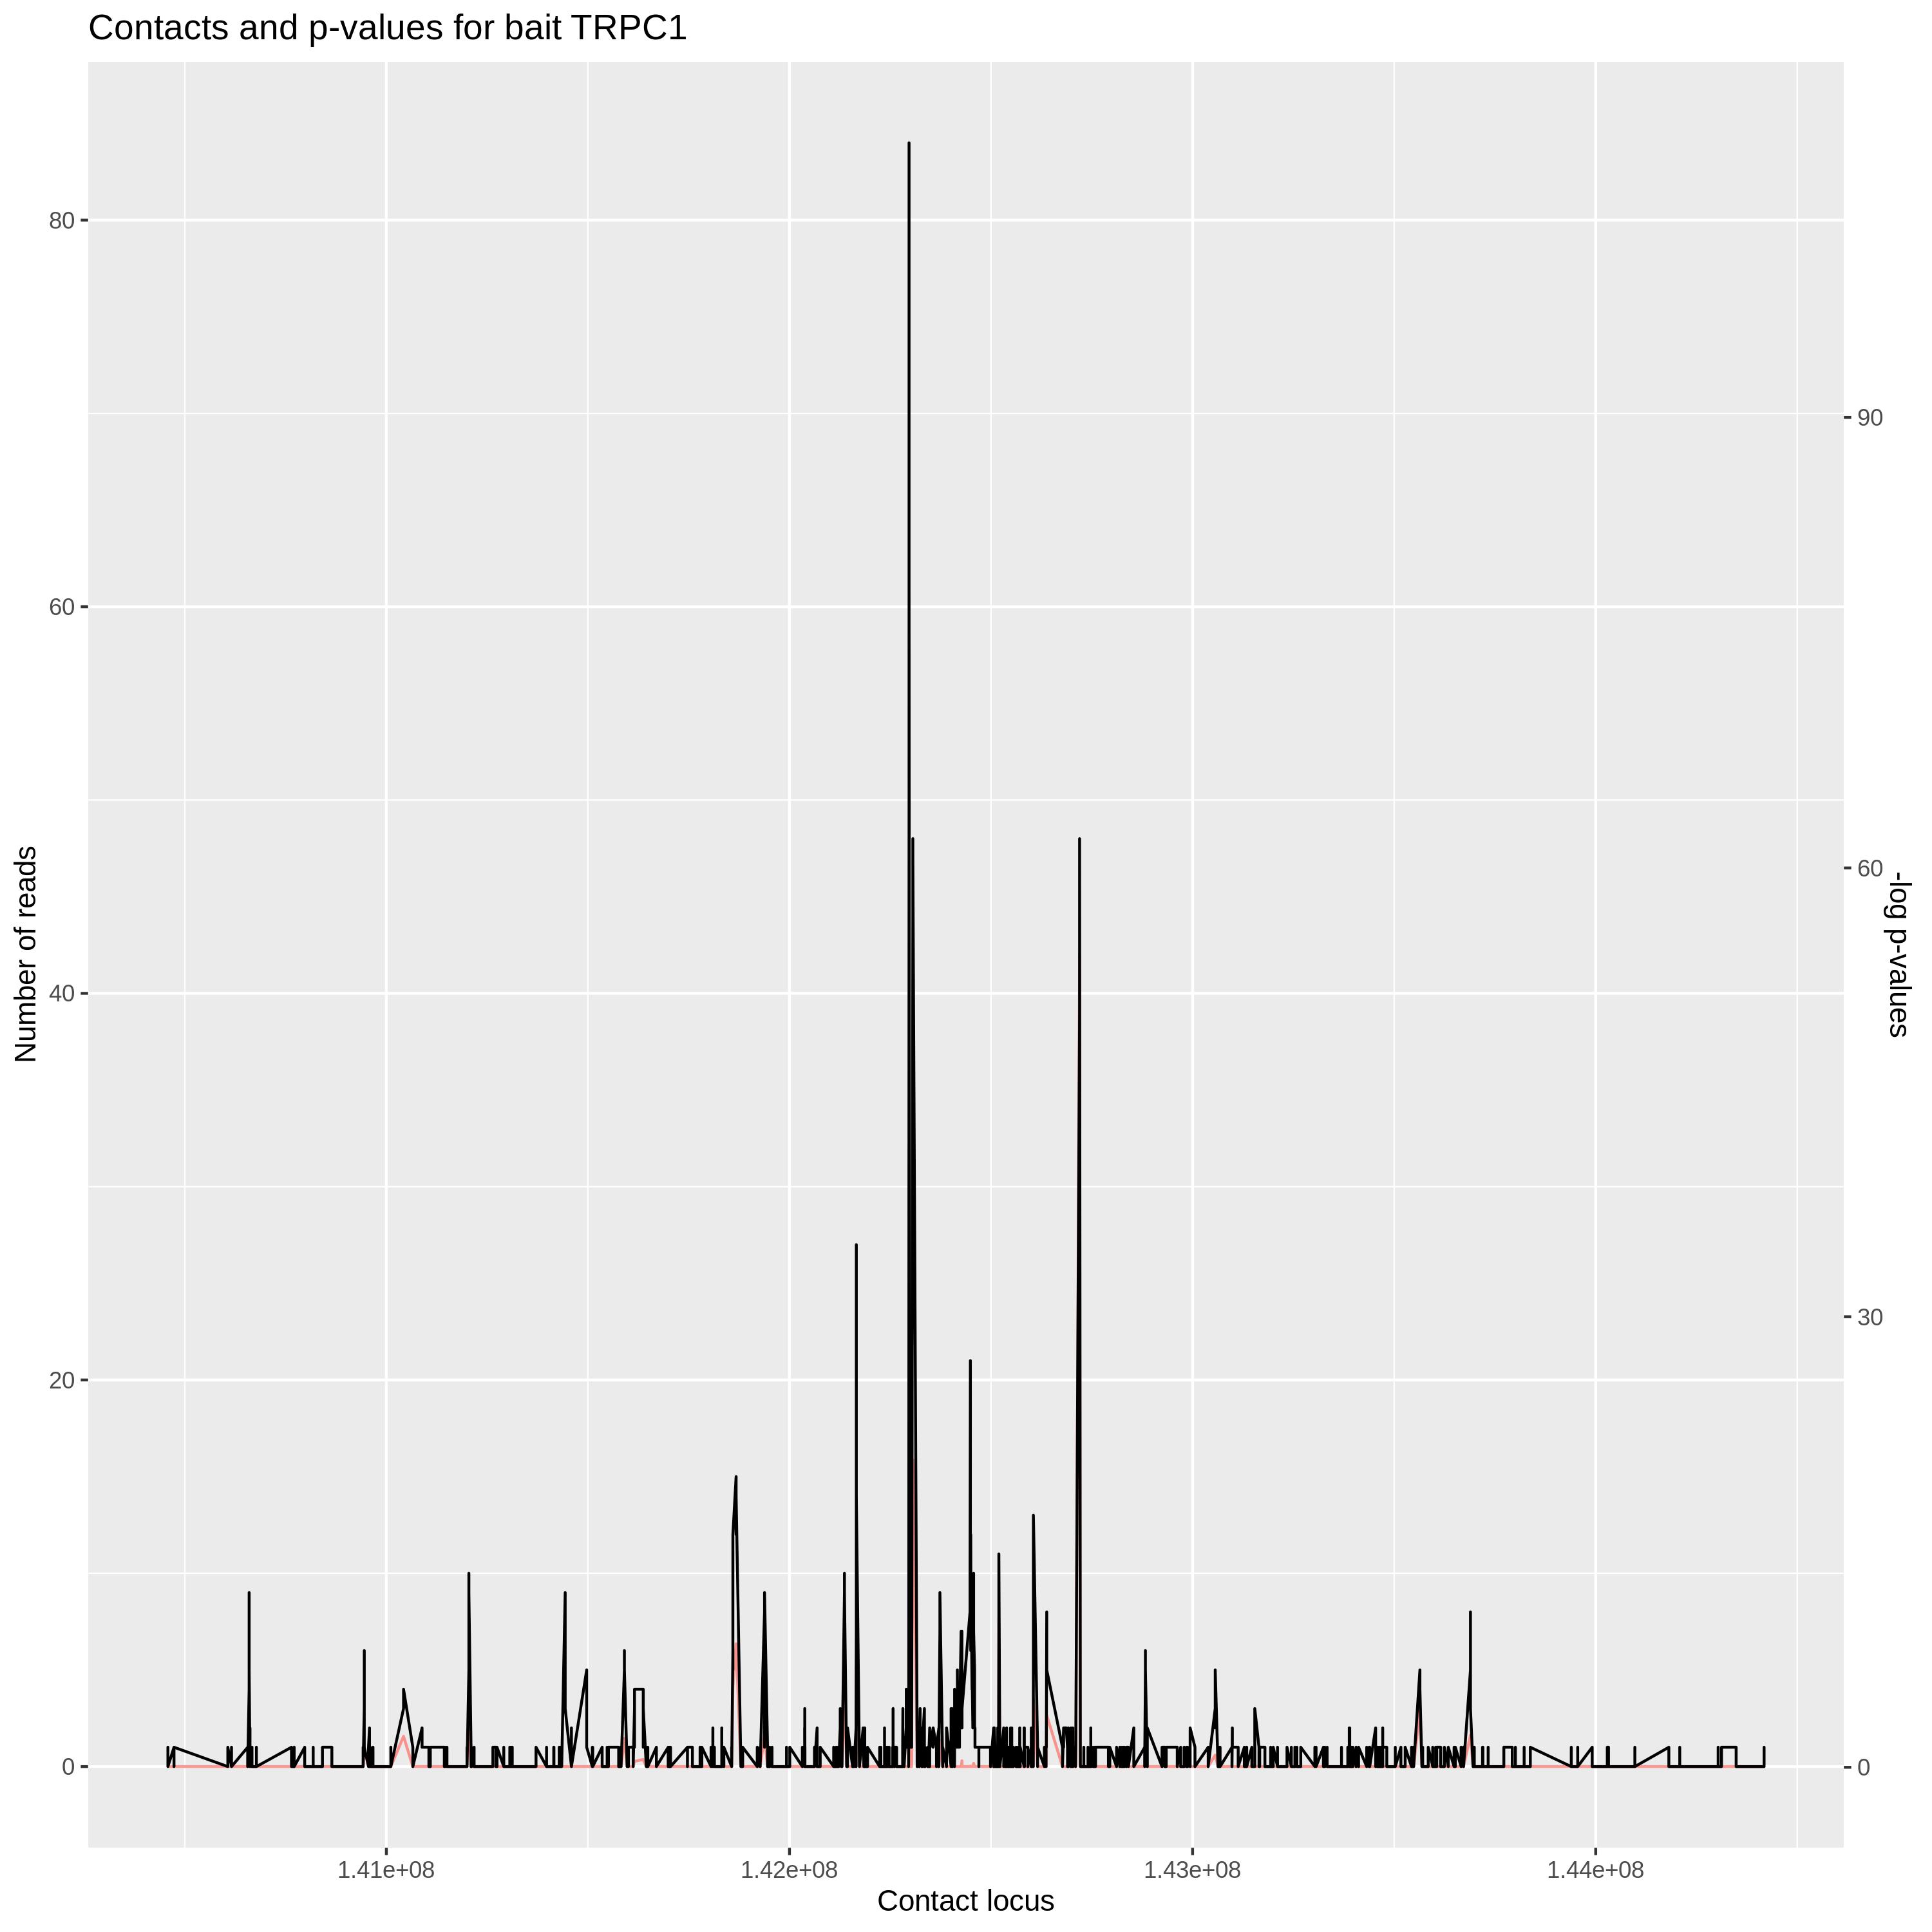 Contacts and p-values for bait TRPC1
Number of reads
80
60
40
20
0
90
60
30
0
-log p-values
1.41e+08 1.42e+08 1.43e+08 1.44e+08
Contact locus